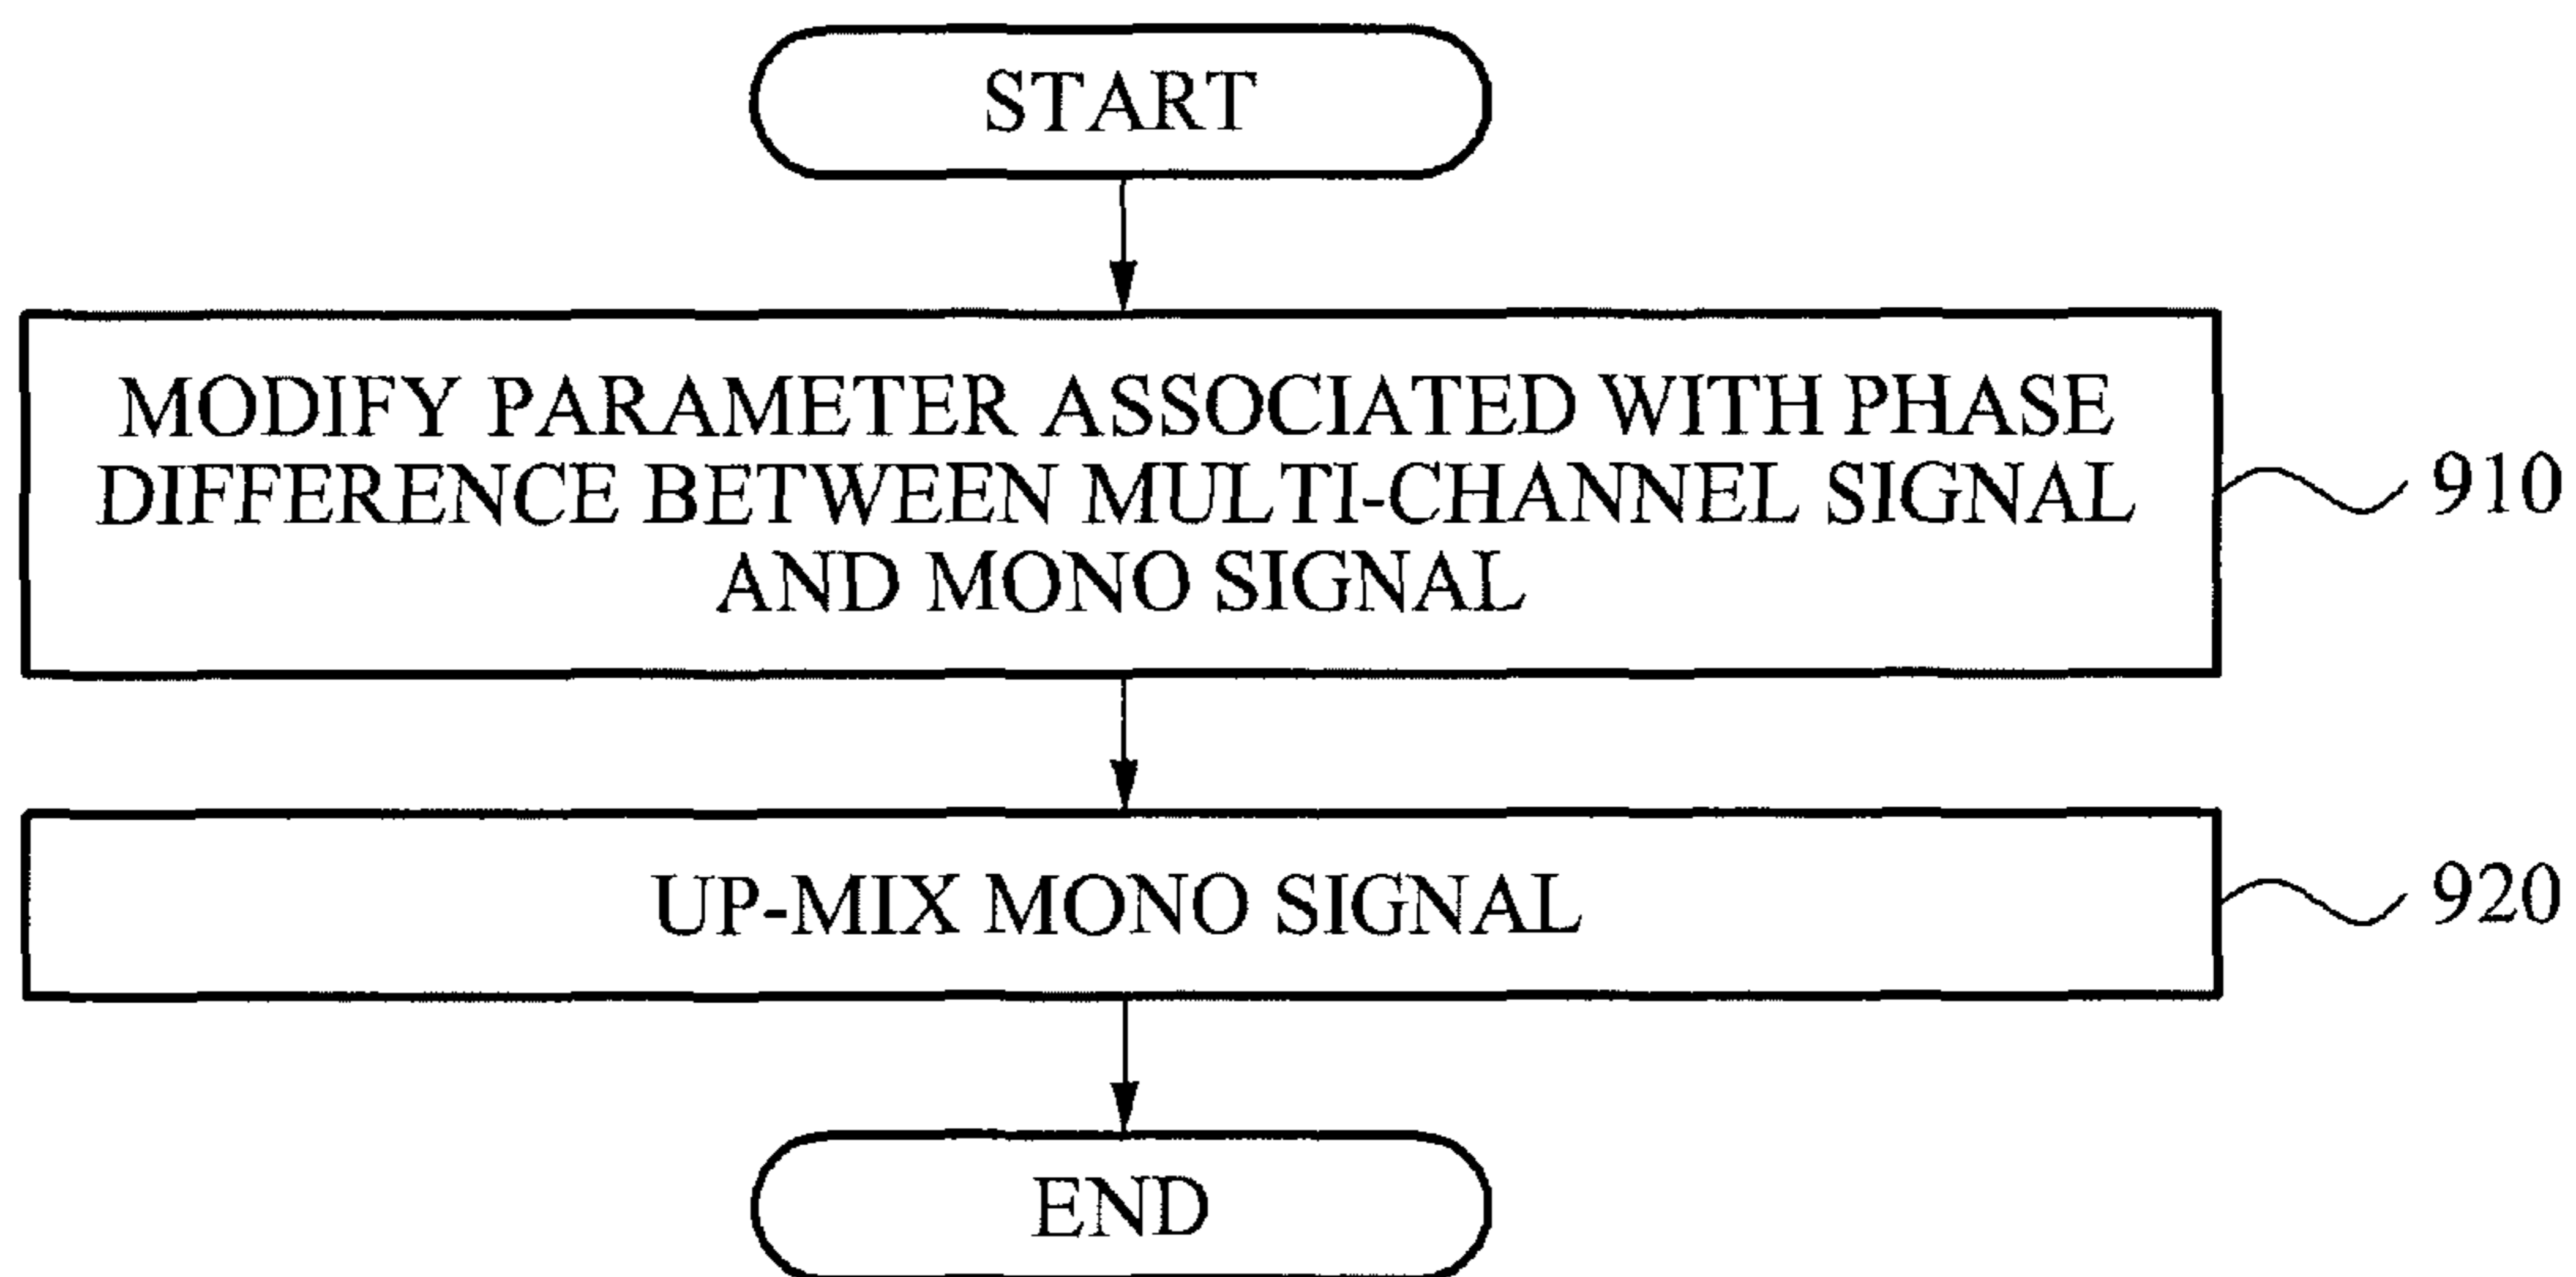 START
MODIFY PARAMETER ASSOCIATED WITH PHASE
DIFFERENCE BETWEEN MULTI-CHANNEL SIGNAL
AND MONO SIGNAL
910
UP-MIX MONO SIGNAL
920
END